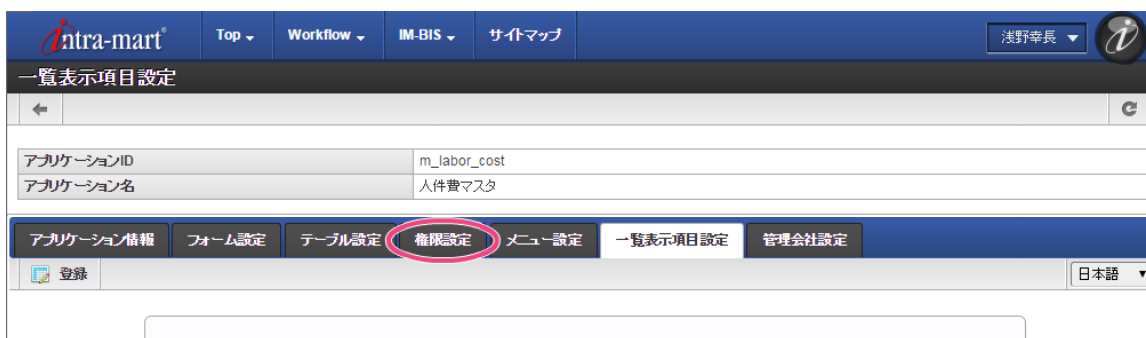 intra-mart® Top Workflow IM-BIS サイトマップ 浅野幸長
一覧表示項目設定
アプリケーションID m_labor_cost
アプリケーション名 人件費マスタ
アプリケーション情報 フォーム設定 テーブル設定 権限設定 メニュー設定 一覧表示項目設定 管理会社設定
登録 日本語